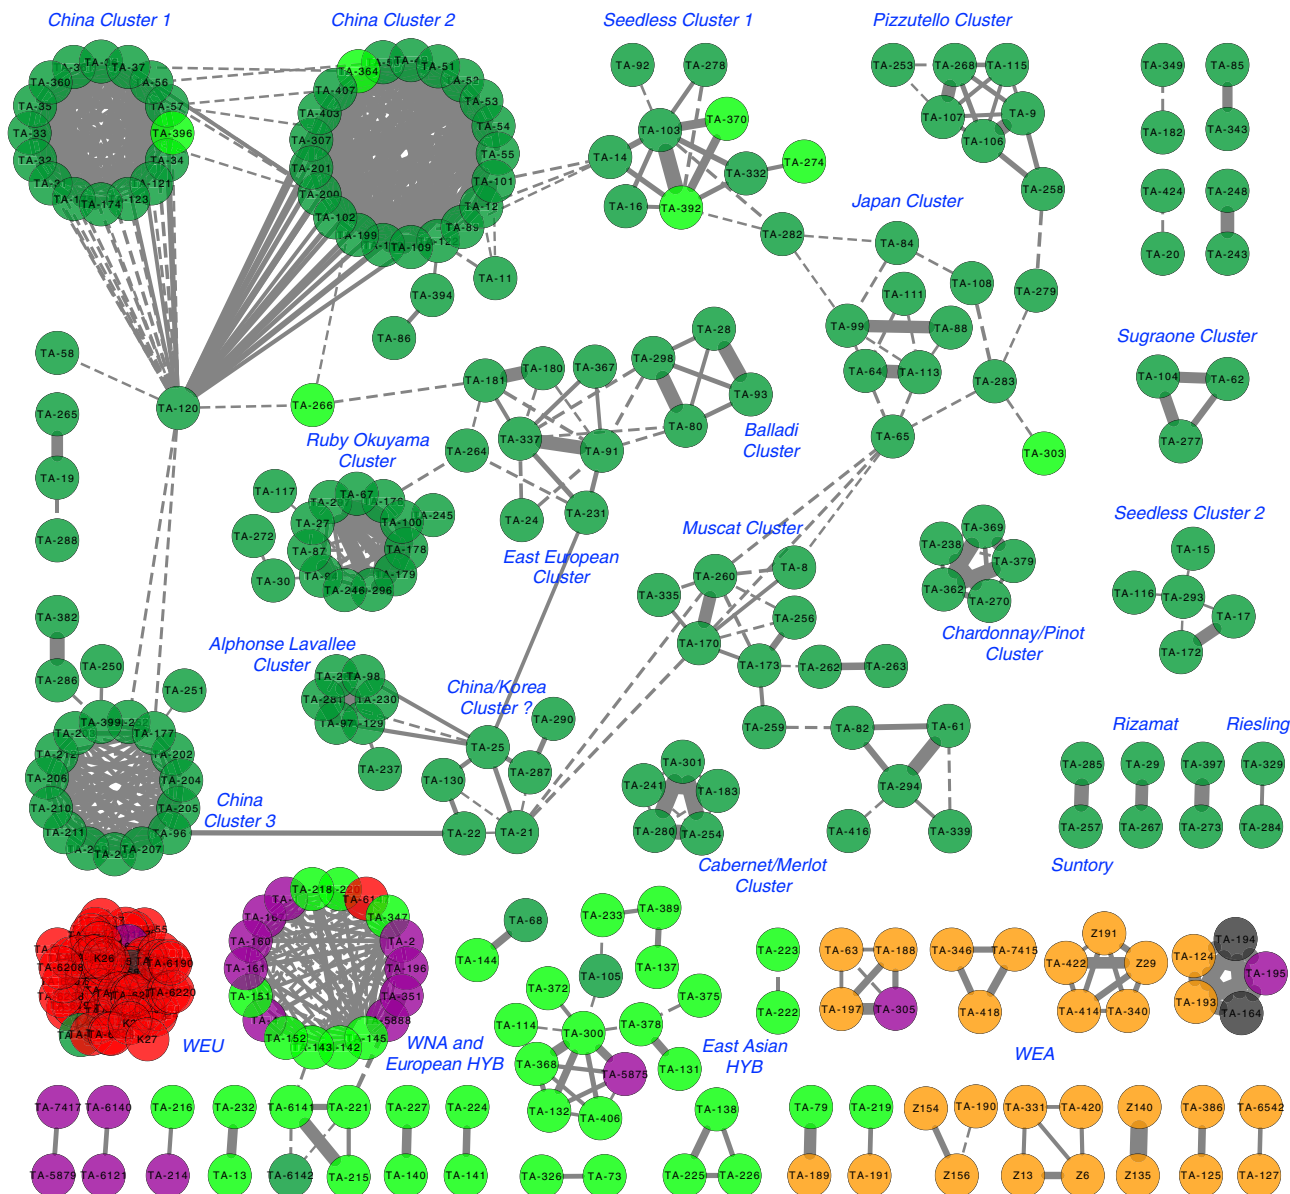 China Cluster 1
China Cluster 2
Seedless Cluster 1
Pizzutello Cluster
TA-37
TA-360
TA-56
TA-35
TA-57
TA-33
TA-396
TA-32
TA-34
TA-121
TA-174
TA-123
TA-364
TA-51
TA-407
TA-53
TA-403
TA-54
TA-307
TA-55
TA-201
TA-101
TA-200
TA-12
TA-102
TA-89
TA-199
TA-109
TA-11
TA-394
TA-86
TA-92
TA-278
TA-103
TA-370
TA-14
TA-332
TA-274
TA-16
TA-392
TA-282
TA-253
TA-268
TA-115
TA-107
TA-9
TA-106
TA-258
TA-279
TA-349
TA-85
TA-182
TA-343
TA-424
TA-248
TA-20
TA-243
Japan Cluster
TA-84
TA-111
TA-108
TA-99
TA-88
TA-64
TA-113
TA-283
TA-65
TA-303
Sugraone Cluster
TA-104
TA-62
TA-277
TA-58
TA-120
TA-266
TA-265
TA-19
TA-288
TA-181
TA-180
TA-367
TA-337
TA-91
TA-264
TA-24
TA-231
East European
Cluster
TA-28
TA-298
TA-93
TA-80
Balladi
Cluster
Ruby Okuyama
Cluster
TA-67
TA-117
TA-27
TA-100
TA-245
TA-272
TA-87
TA-178
TA-30
TA-179
TA-246
TA-296
Muscat Cluster
TA-260
TA-8
TA-335
TA-256
TA-170
TA-173
TA-262
TA-263
TA-259
TA-82
TA-61
TA-294
TA-416
TA-339
TA-369
TA-238
TA-379
TA-362
TA-270
Chardonnay/Pinot
Cluster
Seedless Cluster 2
TA-15
TA-116
TA-293
TA-17
TA-172
TA-382
TA-286
TA-250
TA-251
TA-399
TA-177
TA-212
TA-202
TA-206
TA-204
TA-210
TA-205
TA-211
TA-96
TA-207
China
Cluster 3
Alphonse Lavallee
Cluster
TA-98
TA-281
TA-230
TA-97
TA-237
China/Korea
Cluster ?
TA-290
TA-25
TA-130
TA-287
TA-22
TA-21
TA-301
TA-241
TA-183
TA-280
TA-254
Cabernet/Merlot
Cluster
Rizamat
Riesling
TA-285
TA-29
TA-397
TA-329
TA-257
TA-267
TA-273
TA-284
Suntory
K26
TA-6190
K27
WEU
TA-218
TA-347
TA-2
TA-160
TA-161
TA-196
TA-151
TA-351
TA-152
TA-143
WNA and
European HYB
TA-68
TA-144
TA-233
TA-389
TA-105
TA-137
TA-372
TA-375
TA-114
TA-300
TA-378
TA-368
TA-5875
TA-131
TA-132
TA-406
East Asian
HYB
TA-223
TA-222
TA-63
TA-188
TA-197
TA-305
TA-346
TA-7415
TA-418
WEA
Z191
TA-422
Z29
TA-414
TA-340
TA-194
TA-124
TA-195
TA-193
TA-164
TA-7417
TA-6140
TA-216
TA-232
TA-6141
TA-221
TA-227
TA-224
TA-5879
TA-6121
TA-214
TA-13
TA-6142
TA-215
TA-140
TA-141
TA-326
TA-73
TA-138
TA-225
TA-226
TA-79
TA-219
TA-189
TA-191
Z154
TA-190
Z156
TA-331
TA-420
Z13
Z6
Z140
Z135
TA-386
TA-125
TA-6542
TA-127